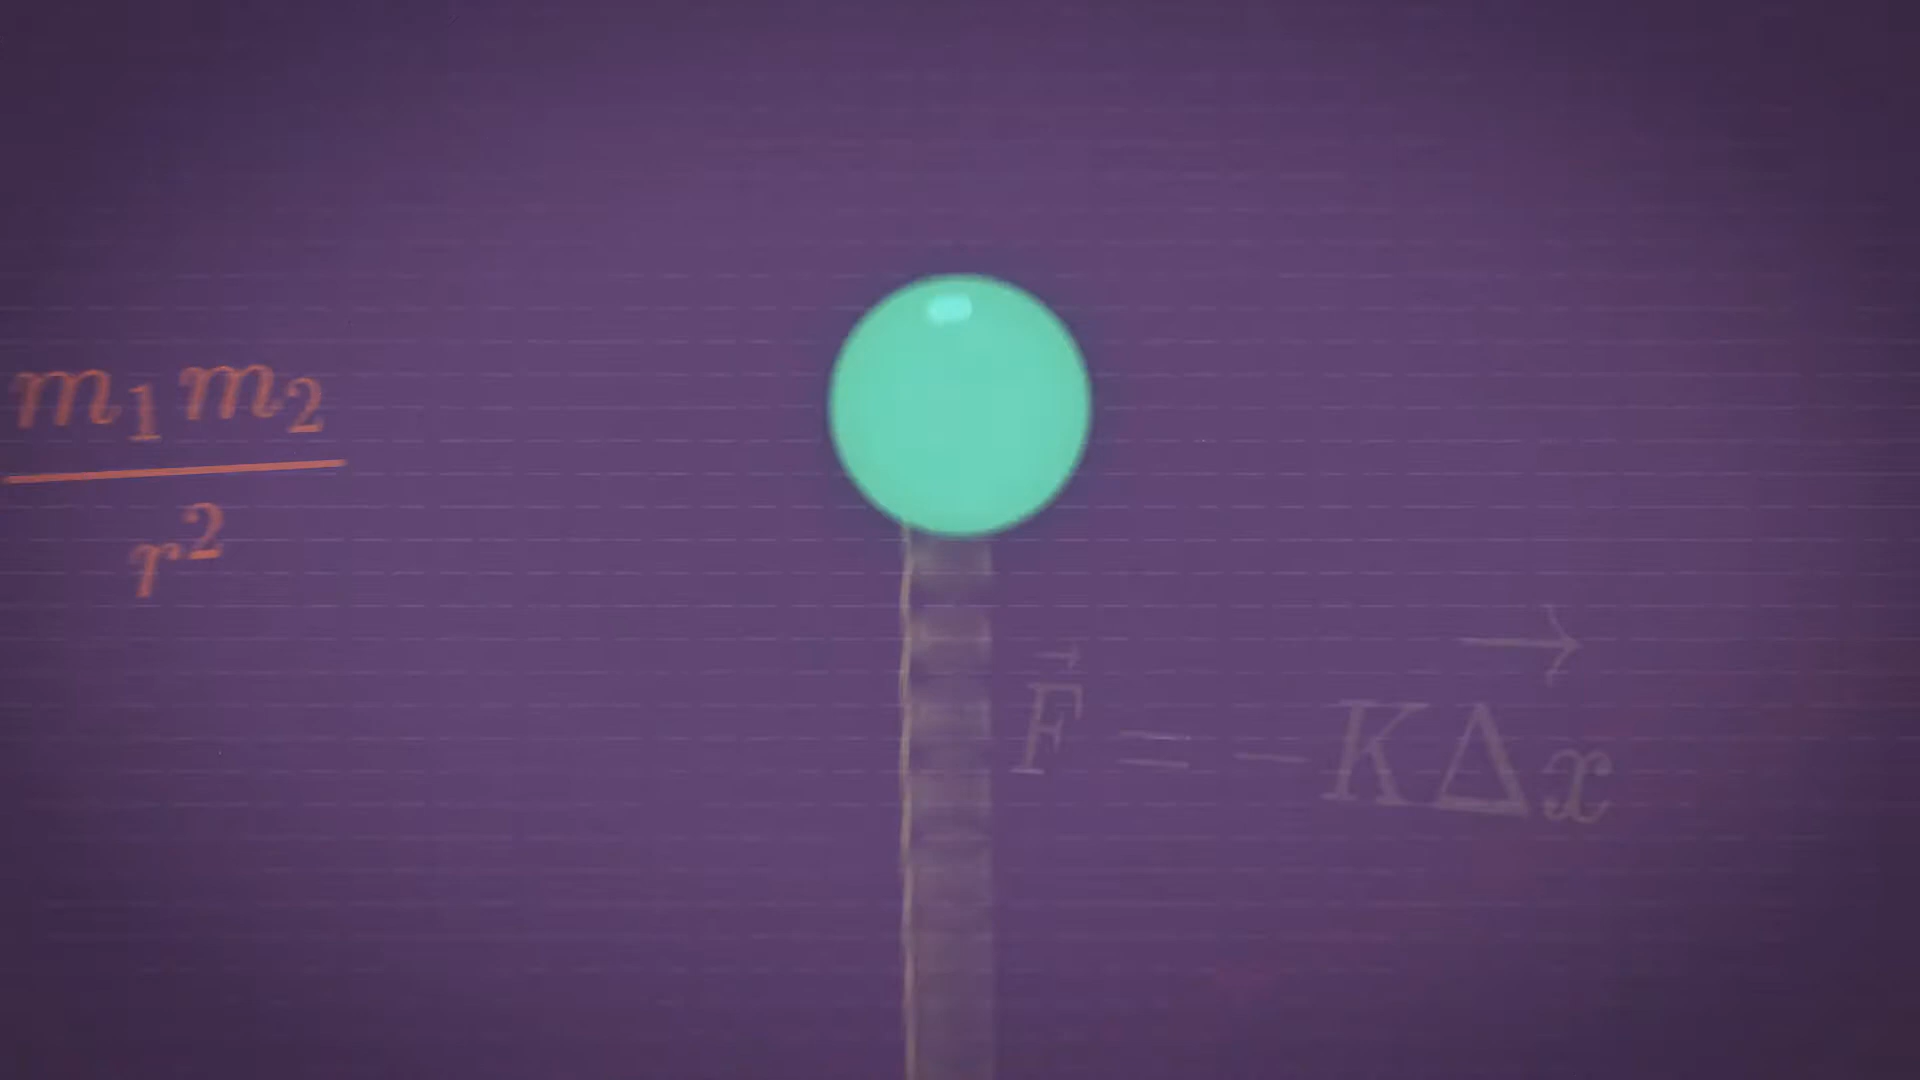 m₁m₂
r²
F⃗ = −KΔx⃗